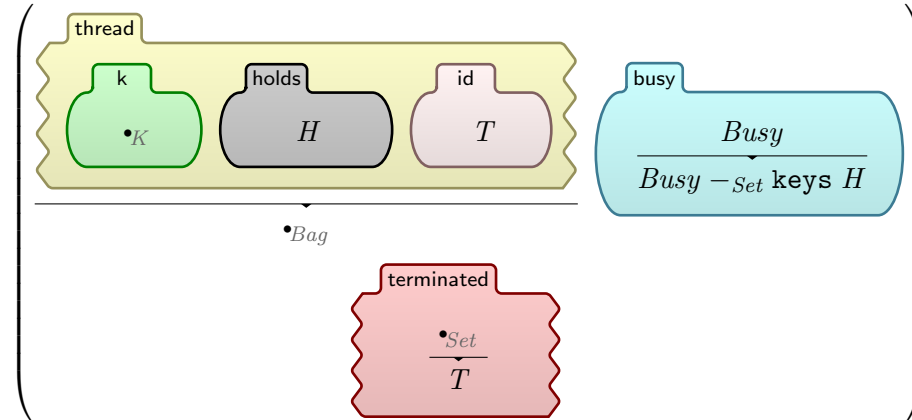 thread
k holds id busy
•K H T Busy
Busy −Set keys H
•Bag
terminated
•Set
T